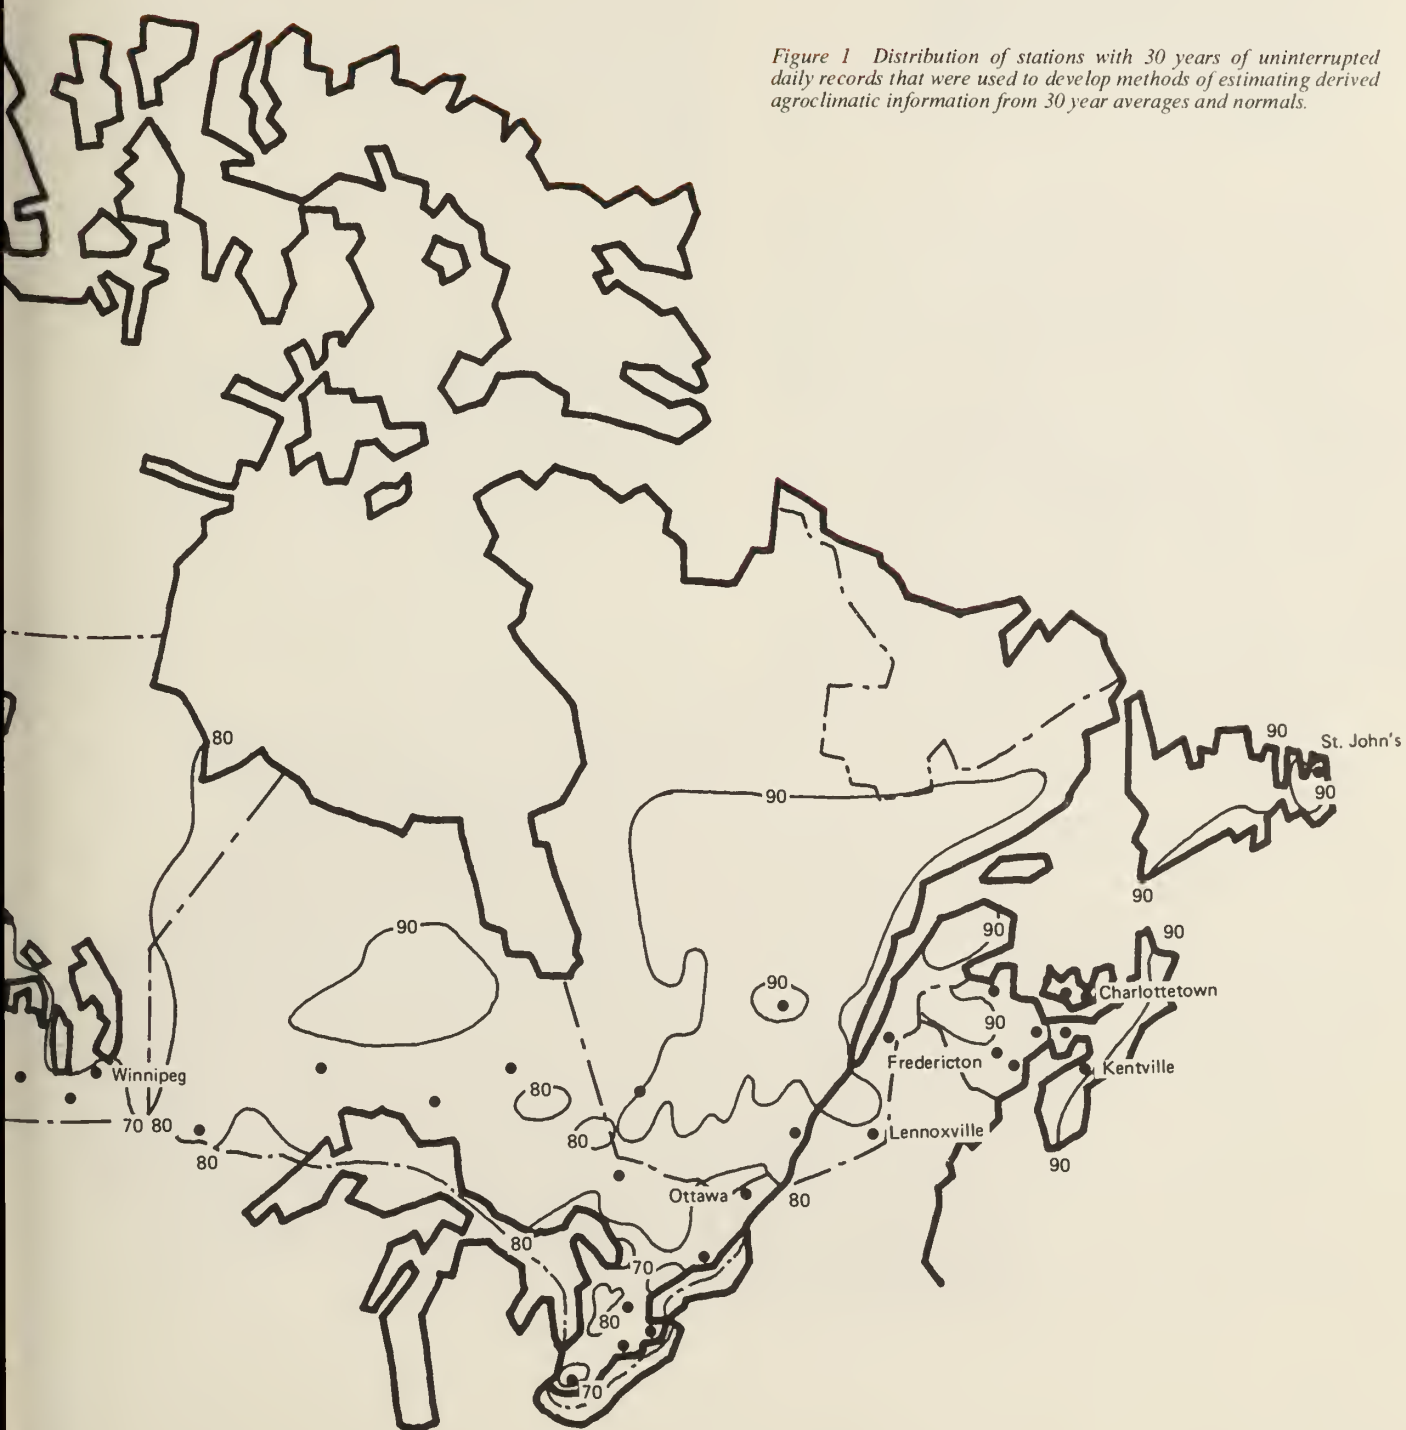 Figure 1 Distribution of stations with 30 years of uninterrupted
daily records that were used to develop methods of estimating derived
agroclimatic information from 30 year averages and normals.
80
90
St. John's
90
90
90
90
90
90
90
Charlottetown
90
Fredericton
Kentville
Winnipeg
80
70 80
80
Lennoxville
80
90
Ottawa
80
80
70
80
70